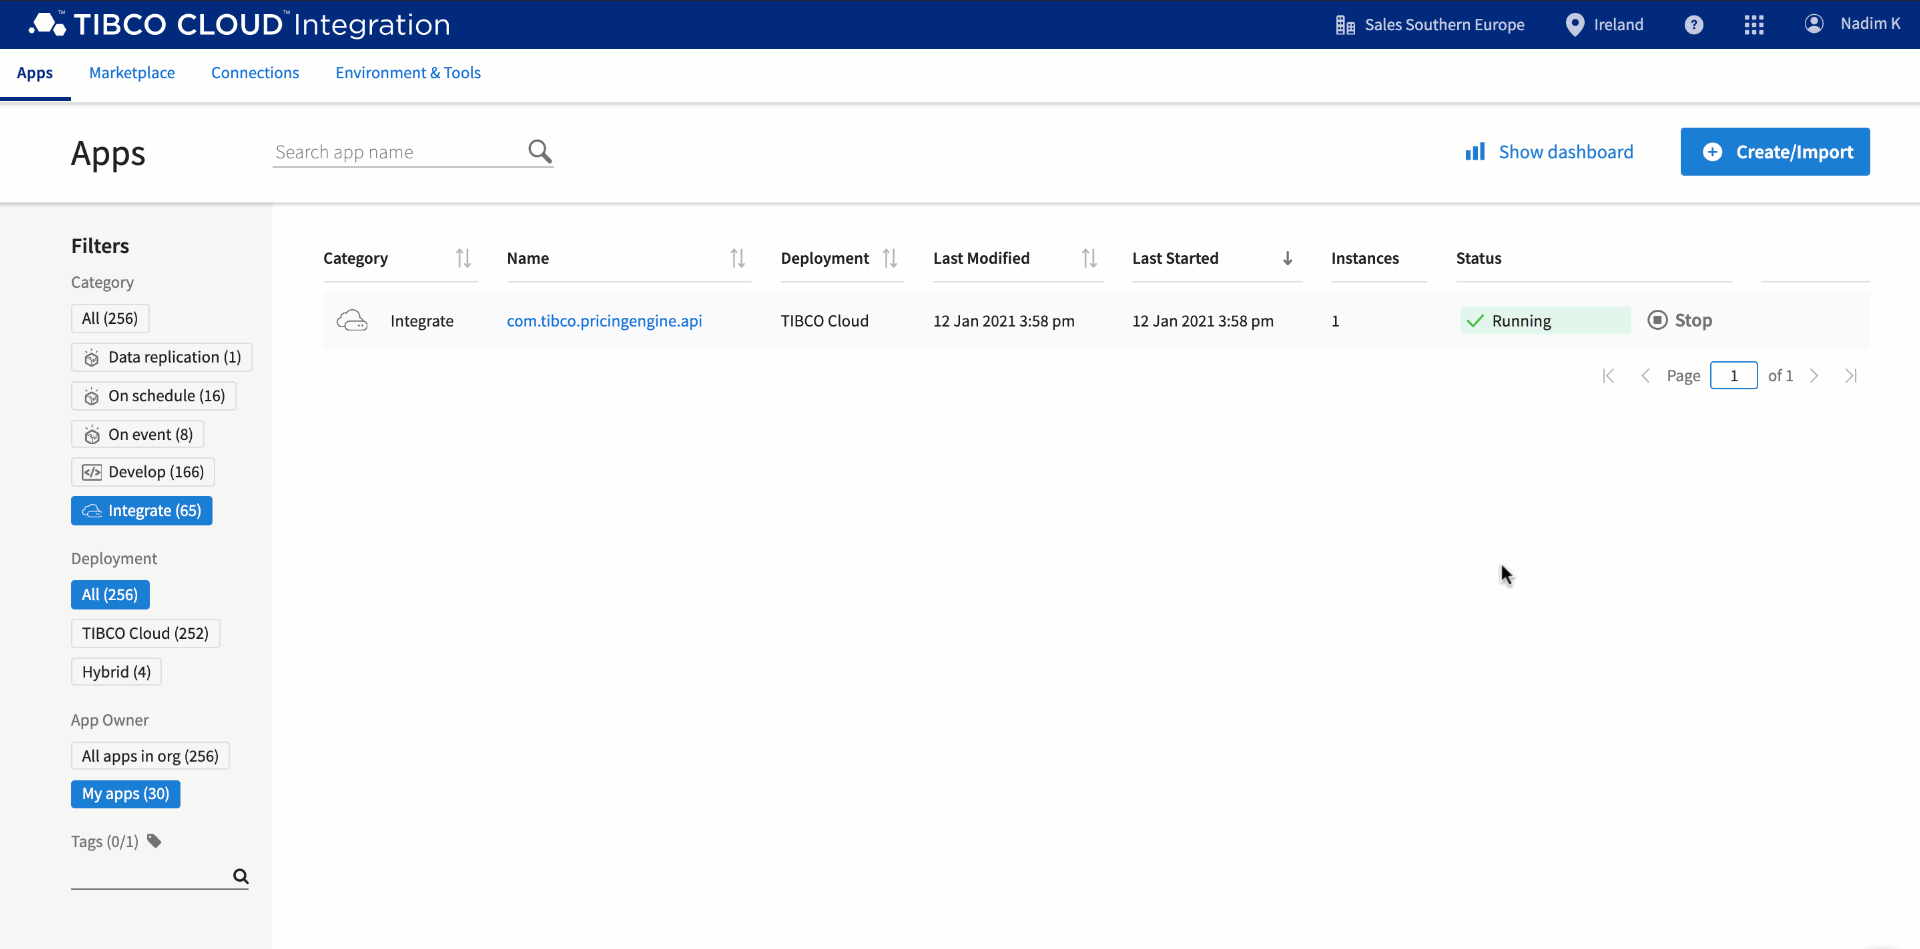 TIBCO CLOUD™ Integration
Sales Southern Europe
Ireland
?
Nadim K
Apps
Marketplace
Connections
Environment & Tools
Apps
Search app name
Show dashboard
Create/Import
Filters
Category
All (256)
Data replication (1)
On schedule (16)
On event (8)
Develop (166)
Integrate (65)
Deployment
All (256)
TIBCO Cloud (252)
Hybrid (4)
App Owner
All apps in org (256)
My apps (30)
Tags (0/1)
Category Name Deployment Last Modified Last Started Instances Status
Integrate com.tibco.pricingengine.api TIBCO Cloud 12 Jan 2021 3:58 pm 12 Jan 2021 3:58 pm 1 Running Stop
Page 1 of 1